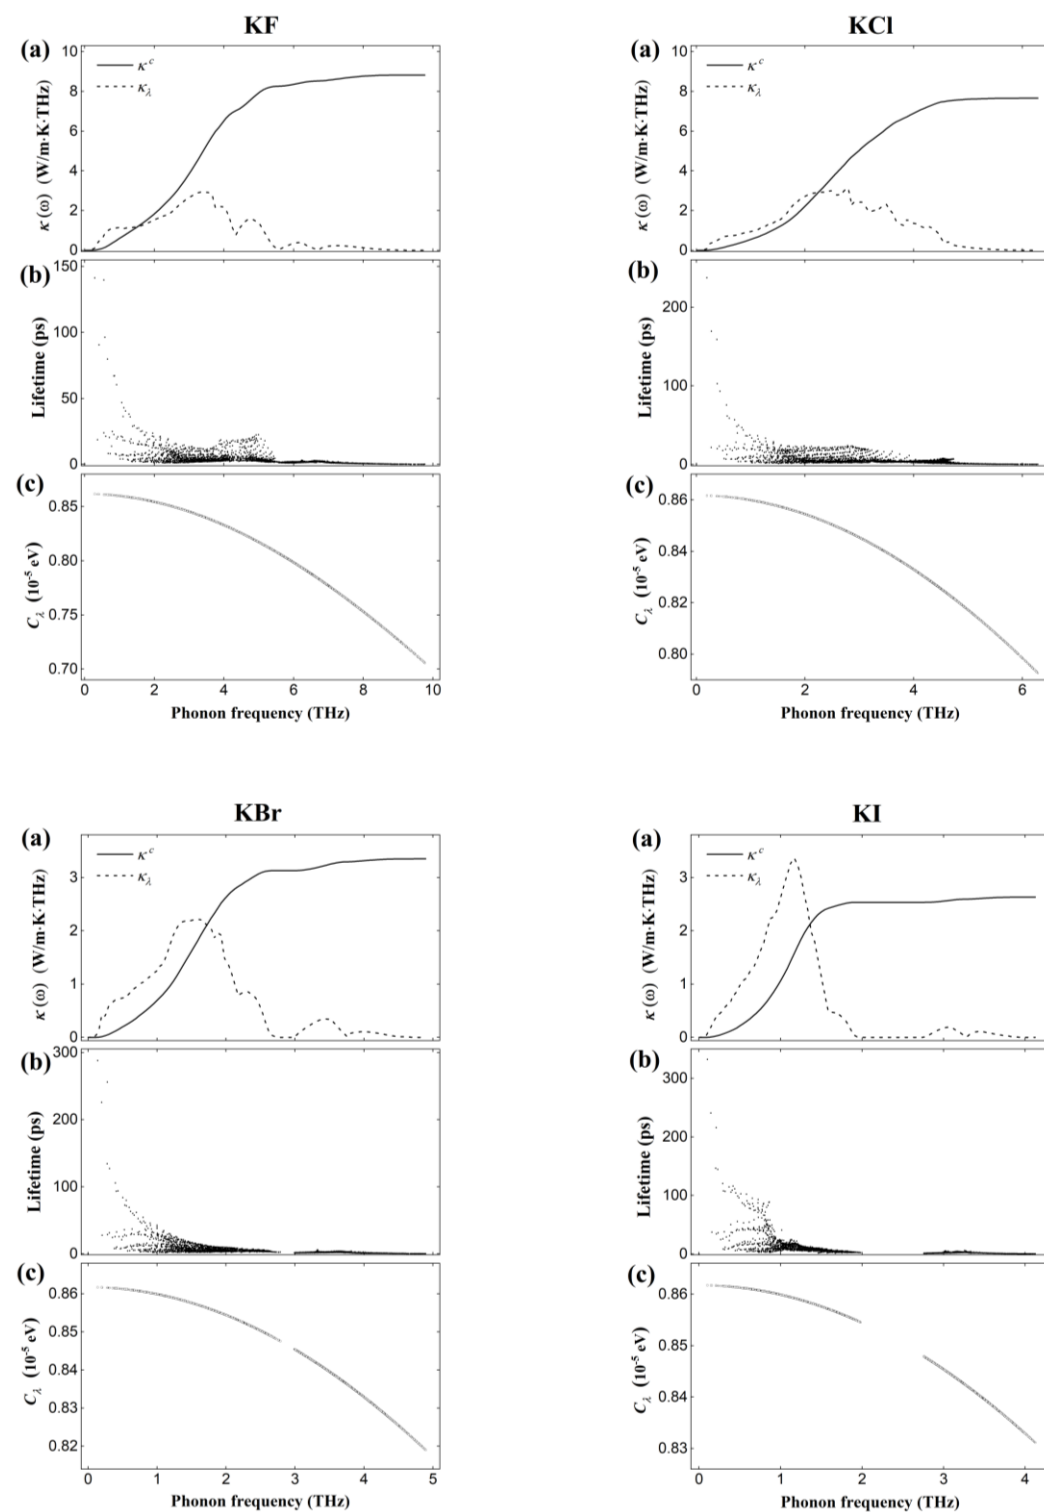 KF
(a)
κ^c
κ_λ
κ(ω) (W/m·K·THz)
10
8
6
4
2
0
(b)
Lifetime (ps)
150
100
50
0
(c)
C_λ (10^-5 eV)
0.85
0.80
0.75
0.70
0 2 4 6 8 10
Phonon frequency (THz)
KCl
(a)
κ^c
κ_λ
κ(ω) (W/m·K·THz)
10
8
6
4
2
0
(b)
Lifetime (ps)
200
100
0
(c)
C_λ (10^-5 eV)
0.86
0.84
0.82
0.80
0 2 4 6
Phonon frequency (THz)
KBr
(a)
κ^c
κ_λ
κ(ω) (W/m·K·THz)
3
2
1
0
(b)
Lifetime (ps)
300
200
100
0
(c)
C_λ (10^-5 eV)
0.86
0.85
0.84
0.83
0.82
0 1 2 3 4 5
Phonon frequency (THz)
KI
(a)
κ^c
κ_λ
κ(ω) (W/m·K·THz)
3
2
1
0
(b)
Lifetime (ps)
300
200
100
0
(c)
C_λ (10^-5 eV)
0.86
0.85
0.84
0.83
0 1 2 3 4
Phonon frequency (THz)